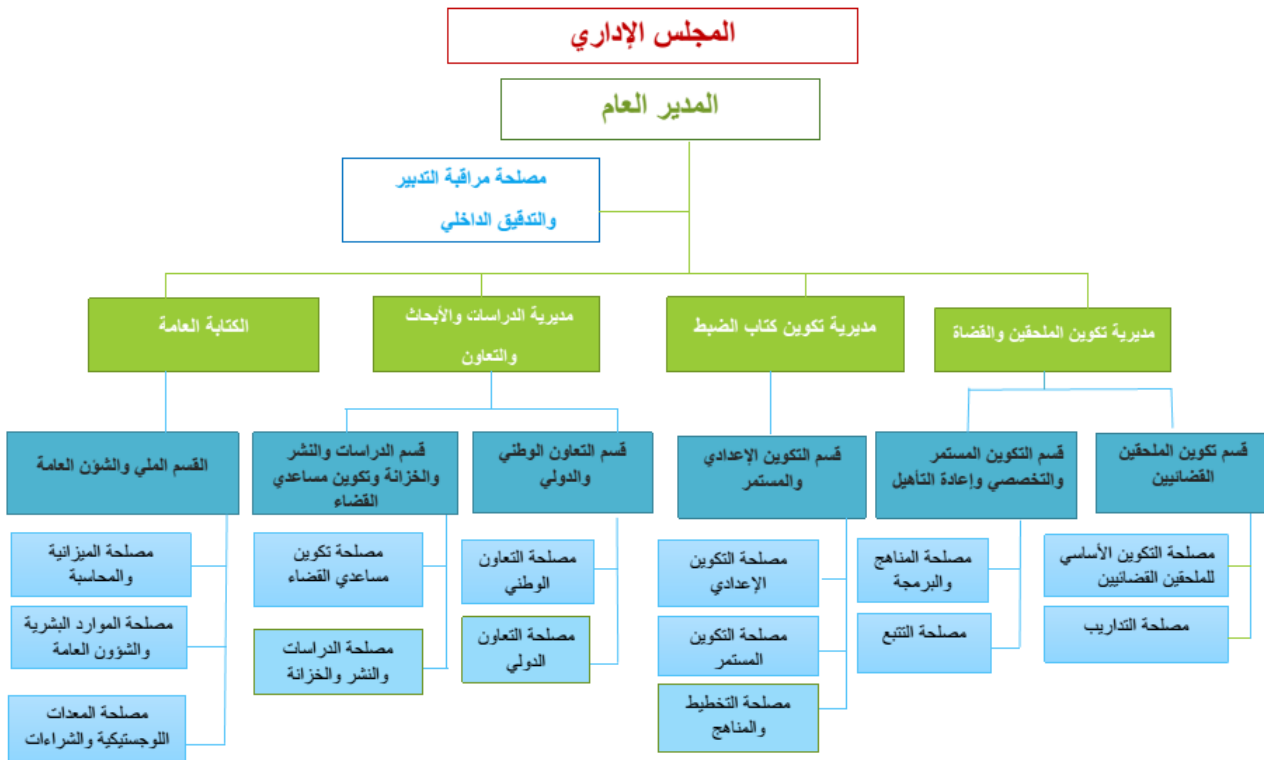 المجلس الإداري
المدير العام
مصلحة مراقبة التدبير
والتدقيق الداخلي
مديرية تكوين الملحقين والقضاة
مديرية تكوين كتاب الضبط
مديرية الدراسات والأبحاث
والتعاون
الكتابة العامة
قسم تكوين الملحقين
القضائيين
قسم التكوين المستمر
والتخصصي وإعادة التأهيل
قسم التكوين الإعدادي
والمستمر
قسم التعاون الوطني
والدولي
قسم الدراسات والنشر
والخزانة وتكوين مساعدي
القضاء
القسم الملي والشؤن العامة
مصلحة التكوين الأساسي
للملحقين القضائيين
مصلحة التداريب
مصلحة المناهج
والبرمجة
مصلحة التتبع
مصلحة التكوين
الإعدادي
مصلحة التكوين
المستمر
مصلحة التخطيط
والمناهج
مصلحة التعاون
الوطني
مصلحة التعاون
الدولي
مصلحة تكوين
مساعدي القضاء
مصلحة الدراسات
والنشر والخزانة
مصلحة الميزانية
والمحاسبة
مصلحة الموارد البشرية
والشؤون العامة
مصلحة المعدات
اللوجستيكية والشراءات